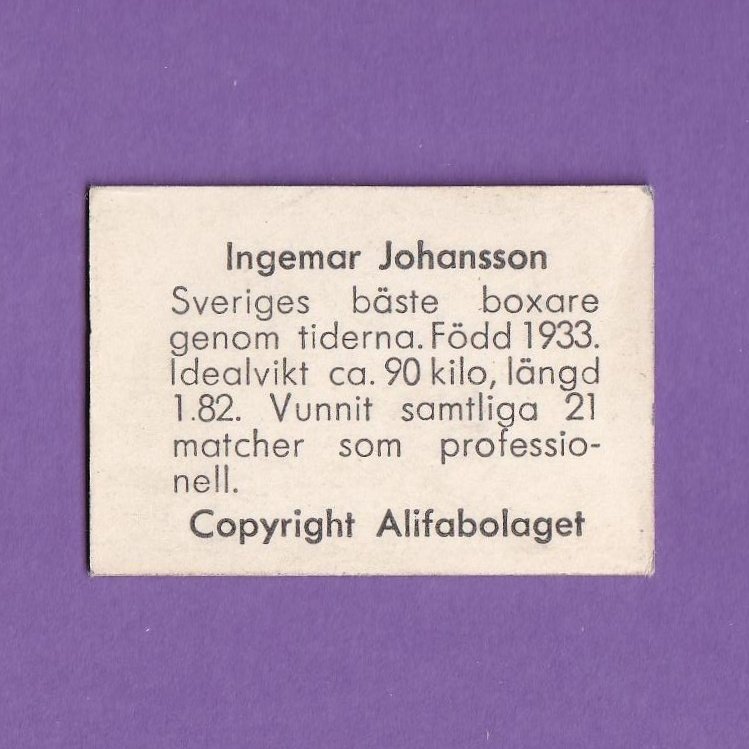 Ingemar Johansson
Sveriges bäste boxare
genom tiderna. Född 1933.
Idealvikt ca. 90 kilo, längd
1.82. Vunnit samtliga 21
matcher som professio-
nell.
Copyright Alifabolaget